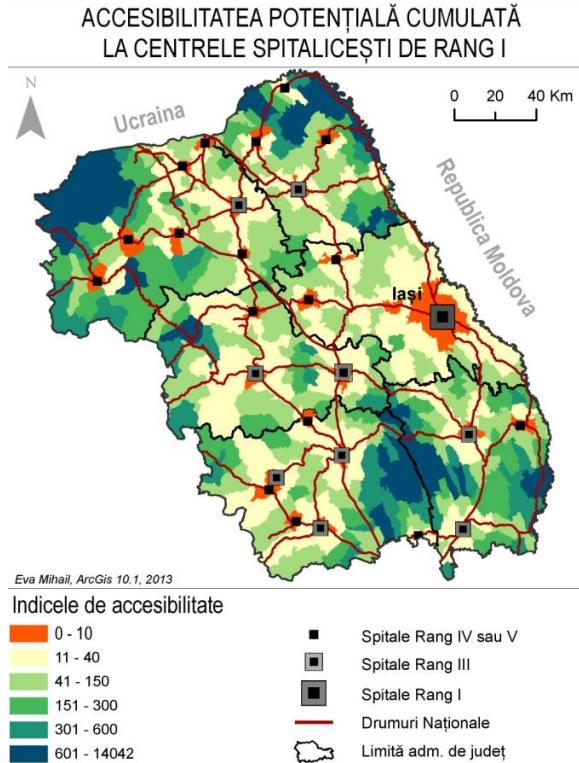 ACCESIBILITATEA POTENȚIALĂ CUMULATĂ
LA CENTRELE SPITALICEȘTI DE RANG I
N
Ucraina
0 20 40 Km
Republica Moldova
Iași
Eva Mihail, ArcGis 10.1, 2013
Indicele de accesibilitate
0 - 10
11 - 40
41 - 150
151 - 300
301 - 600
601 - 14042
Spitale Rang IV sau V
Spitale Rang III
Spitale Rang I
Drumuri Naționale
Limită adm. de județ